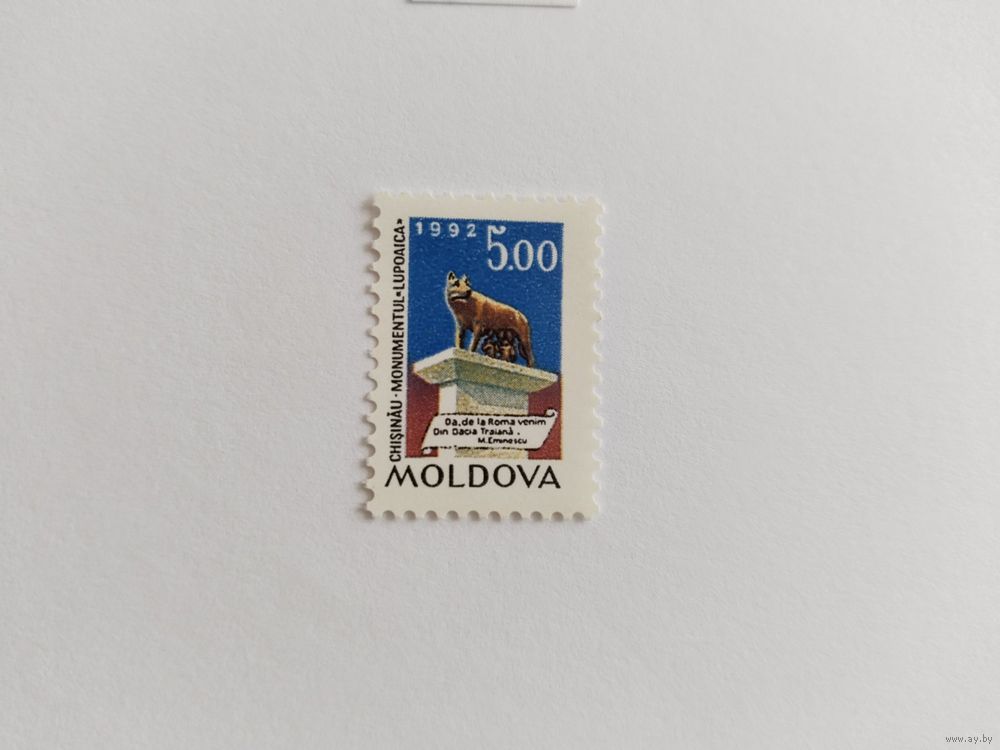 1992
5.00
CHIŞINĂU · MONUMENTUL «LUPOAICA»
Da, de la Roma venim
Din Dacia Traiană.
M. Eminescu
MOLDOVA
www.ay.by